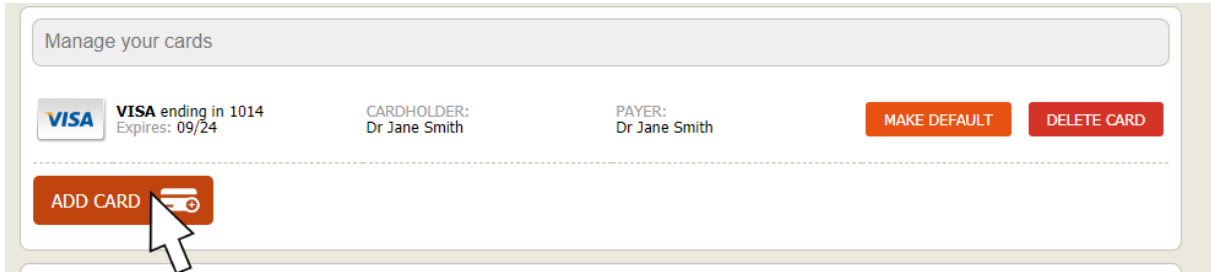 Manage your cards
VISA
VISA ending in 1014
Expires: 09/24
CARDHOLDER:
Dr Jane Smith
PAYER:
Dr Jane Smith
MAKE DEFAULT
DELETE CARD
ADD CARD